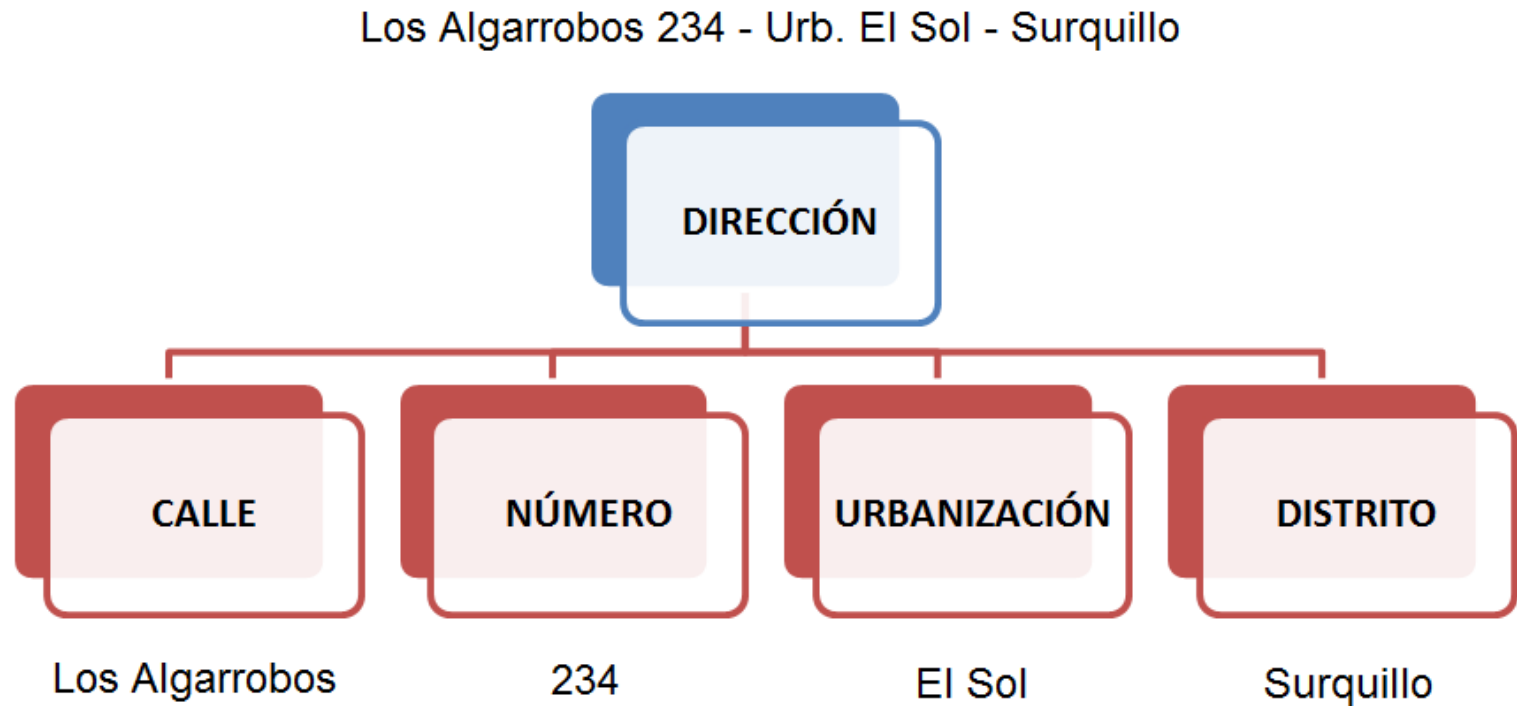 Los Algarrobos 234 - Urb. El Sol - Surquillo
DIRECCIÓN
CALLE
NÚMERO
URBANIZACIÓN
DISTRITO
Los Algarrobos
234
El Sol
Surquillo